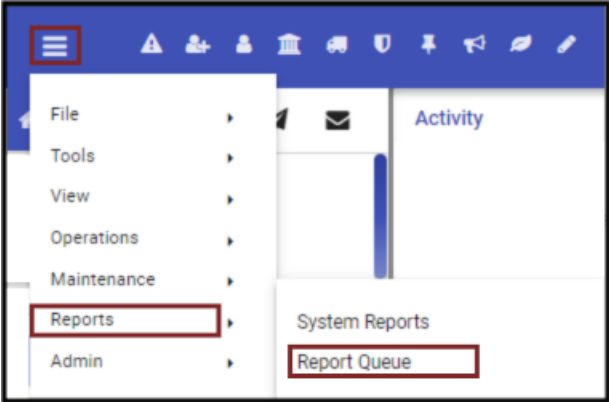 File
Activity
Tools
View
Operations
Maintenance
Reports
System Reports
Admin
Report Queue